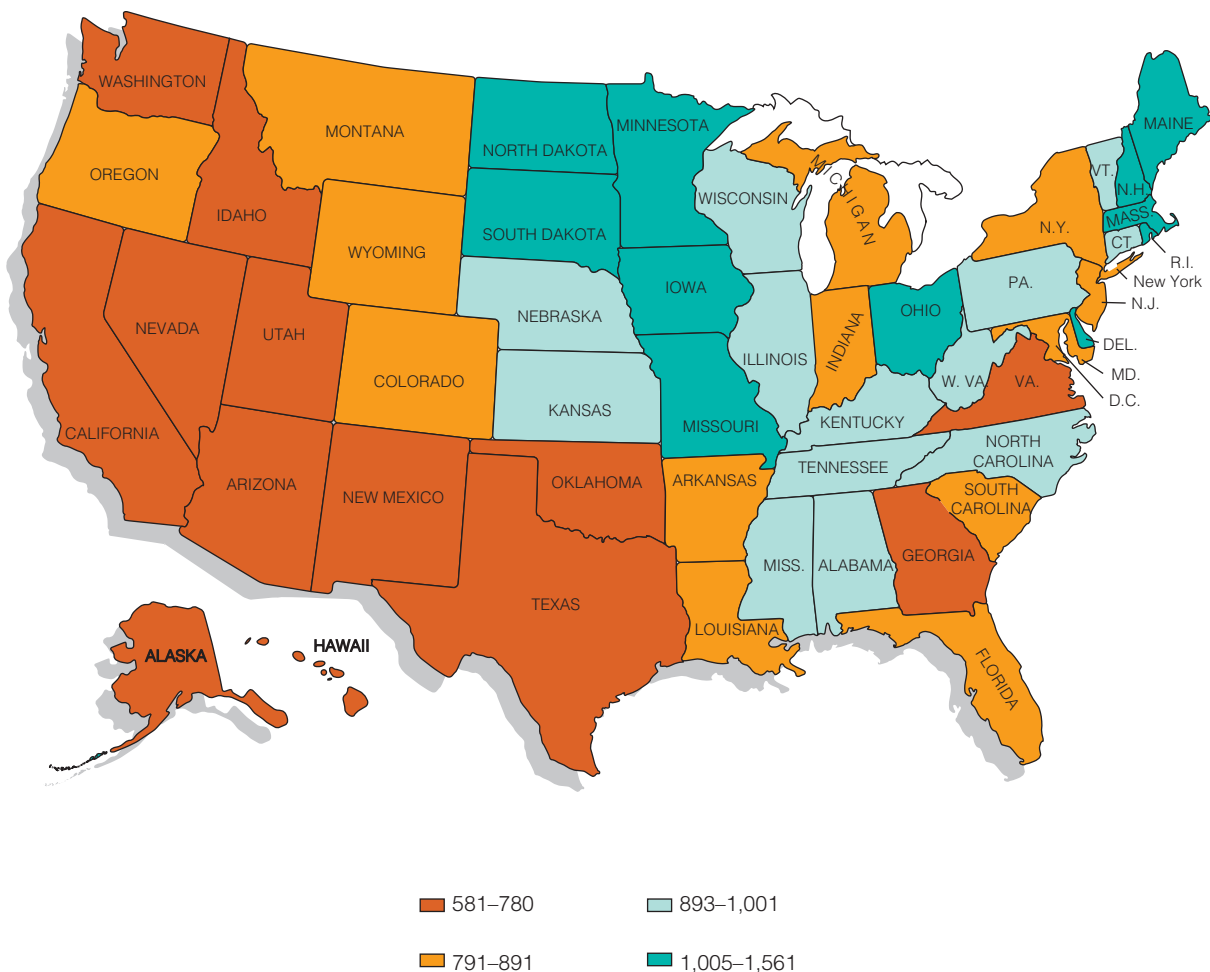 WASHINGTON
MONTANA
OREGON
IDAHO
WYOMING
NORTH DAKOTA
SOUTH DAKOTA
MINNESOTA
WISCONSIN
MICHIGAN
IOWA
NEBRASKA
NEVADA
UTAH
COLORADO
CALIFORNIA
KANSAS
ILLINOIS
INDIANA
OHIO
MISSOURI
KENTUCKY
W. VA.
VA.
PA.
N.Y.
VT.
N.H.
MAINE
MASS.
CT.
R.I.
New York
N.J.
DEL.
MD.
D.C.
ARIZONA
NEW MEXICO
OKLAHOMA
ARKANSAS
TENNESSEE
NORTH
CAROLINA
SOUTH
CAROLINA
TEXAS
LOUISIANA
MISS.
ALABAMA
GEORGIA
FLORIDA
ALASKA
HAWAII
581–780
893–1,001
791–891
1,005–1,561